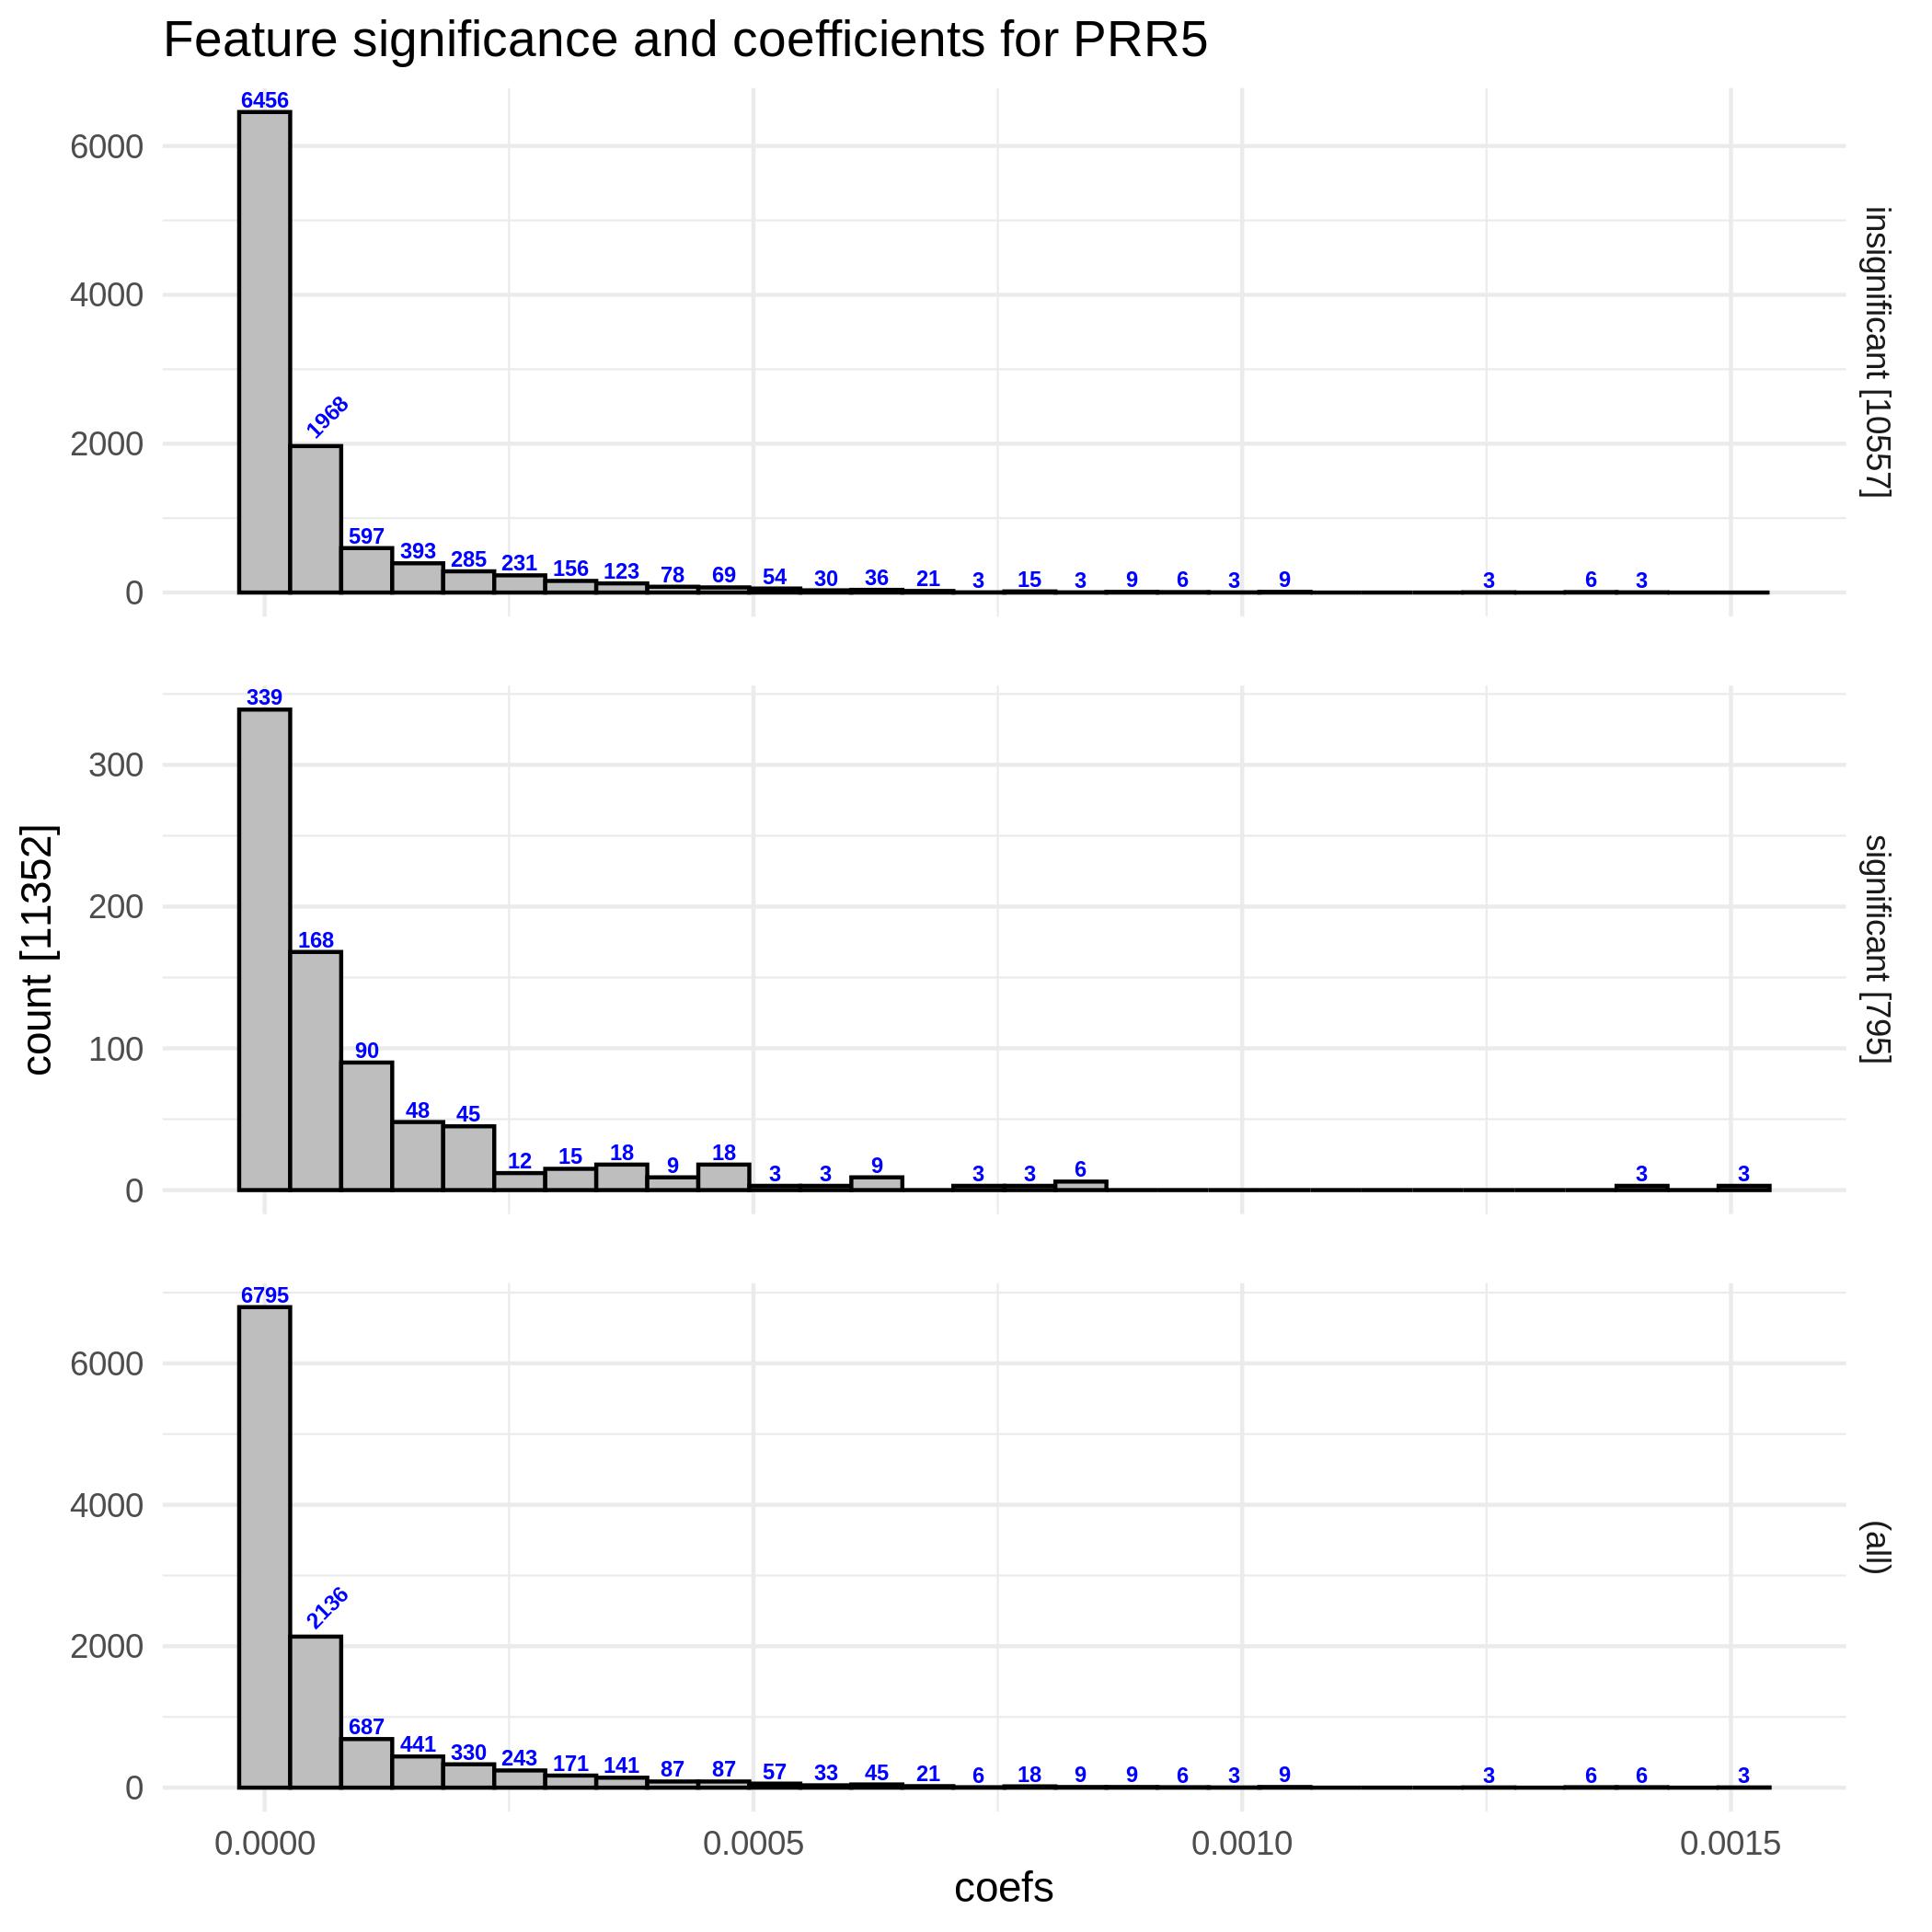 Feature significance and coefficients for PRR5
6456
6000
4000
1968
2000
597 393 285 231 156 123 78 69 54 30 36 21 3 15 3 9 6 3 9 3 6 3
0
insignificant [10557]
339
300
200
168
100
90
48 45 12 15 18 9 18 3 3 9 3 3 6 3 3
0
significant [795]
count [11352]
6795
6000
4000
2136
2000
687 441 330 243 171 141 87 87 57 33 45 21 6 18 9 9 6 3 9 3 6 6 3
0
(all)
0.0000 0.0005 0.0010 0.0015
coefs